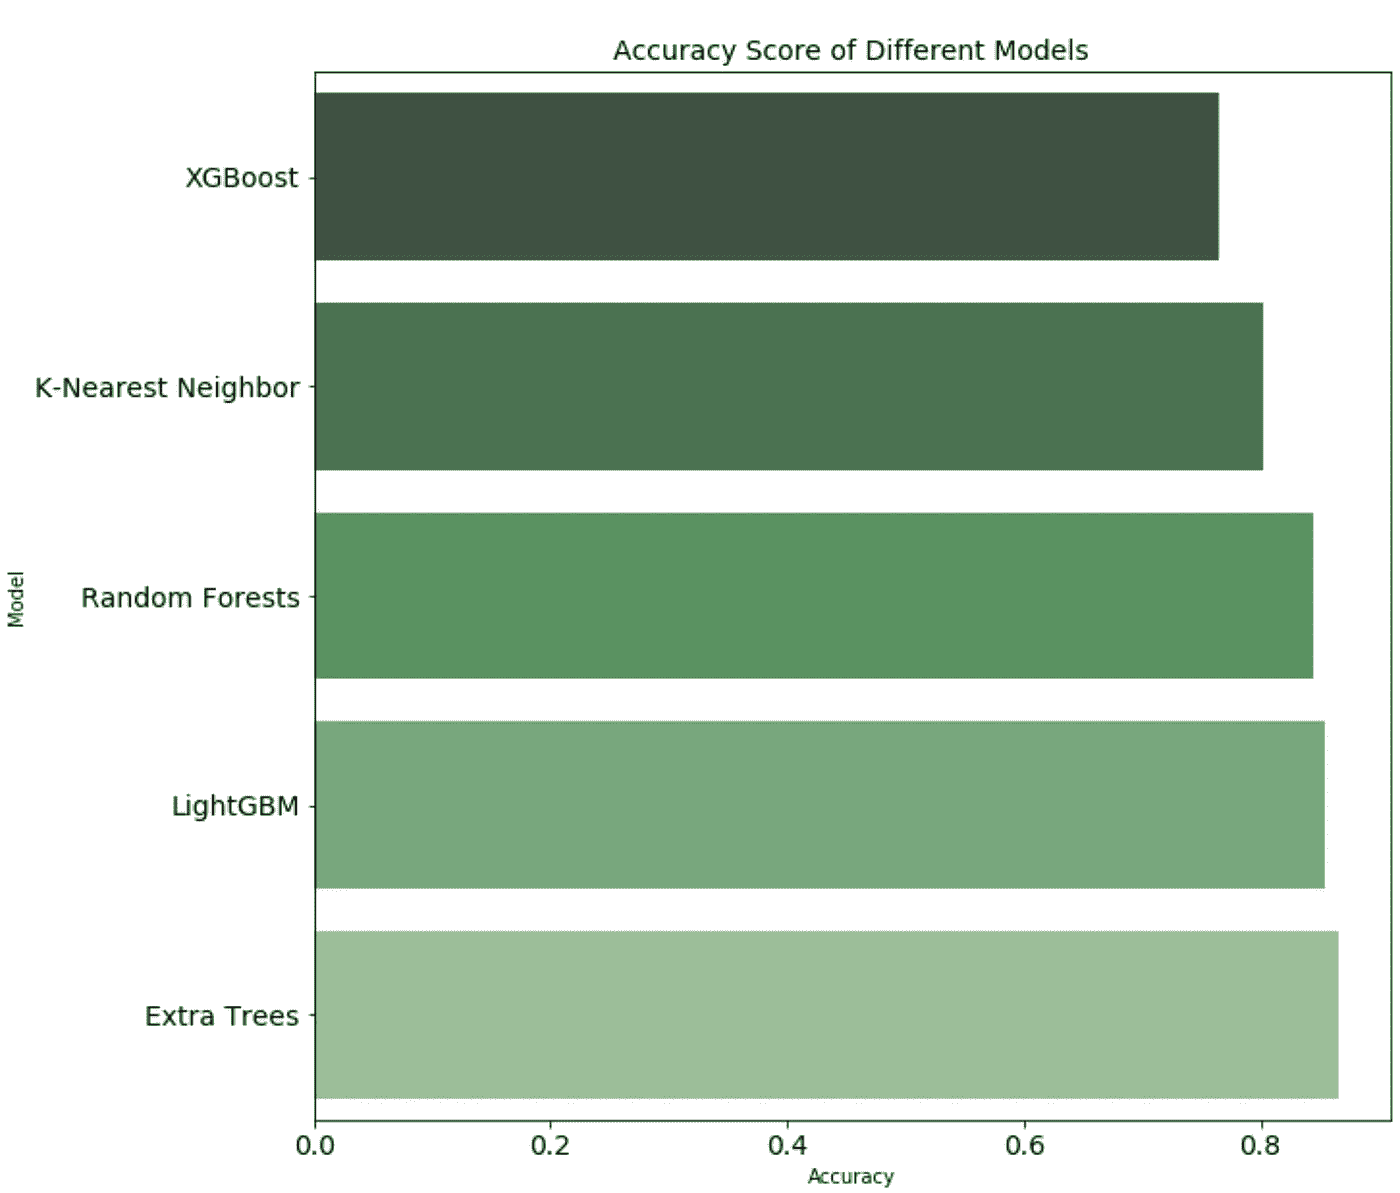 Accuracy Score of Different Models
XGBoost
K-Nearest Neighbor
Random Forests
LightGBM
Extra Trees
Model
0.0 0.2 0.4 0.6 0.8
Accuracy